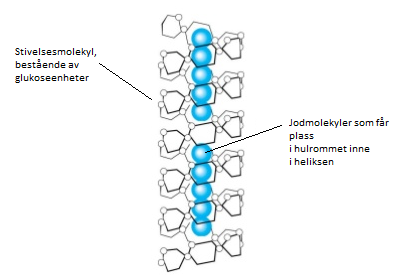 Stivelsesmolekyl,
bestående av
glukoseenheter
Jodmolekyler som får
plass
i hulrommet inne
i heliksen